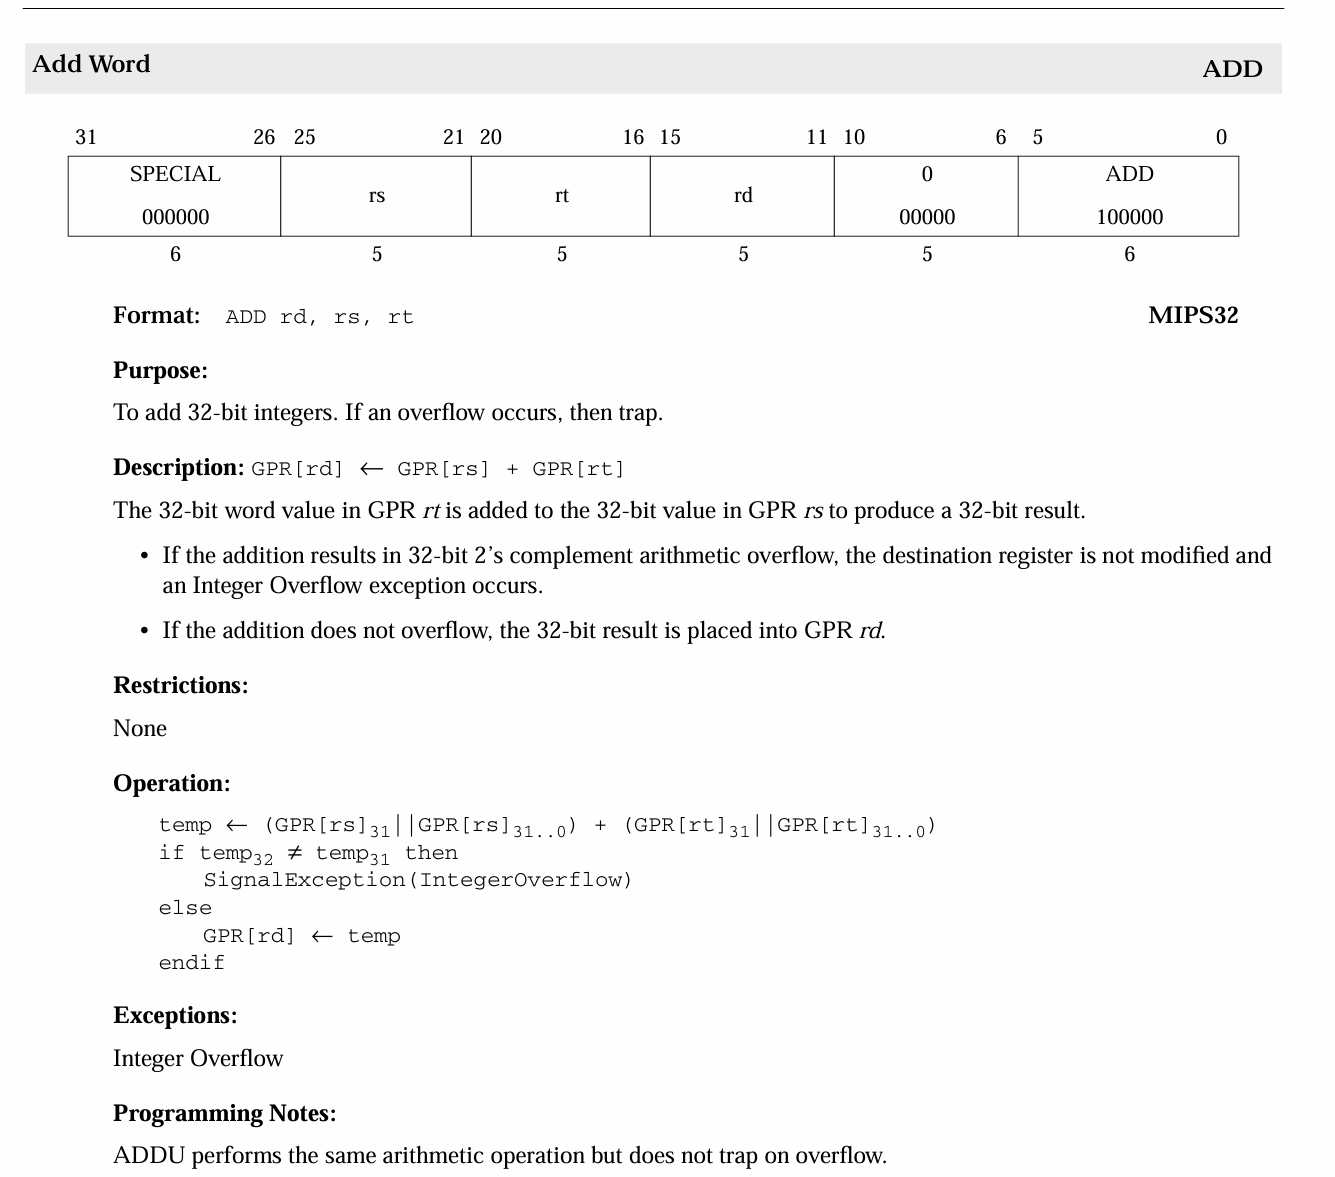 Add Word ADD
31 26 25 21 20 16 15 11 10 6 5 0
SPECIAL 0 ADD
rs rt rd
000000 00000 100000
6 5 5 5 5 6
Format: ADD rd, rs, rt MIPS32
Purpose:
To add 32-bit integers. If an overflow occurs, then trap.
Description: GPR[rd] ← GPR[rs] + GPR[rt]
The 32-bit word value in GPR rt is added to the 32-bit value in GPR rs to produce a 32-bit result.
• If the addition results in 32-bit 2’s complement arithmetic overflow, the destination register is not modified and
an Integer Overflow exception occurs.
• If the addition does not overflow, the 32-bit result is placed into GPR rd.
Restrictions:
None
Operation:
temp ← (GPR[rs]31||GPR[rs]31..0) + (GPR[rt]31||GPR[rt]31..0)
if temp32 ≠ temp31 then
SignalException(IntegerOverflow)
else
GPR[rd] ← temp
endif
Exceptions:
Integer Overflow
Programming Notes:
ADDU performs the same arithmetic operation but does not trap on overflow.